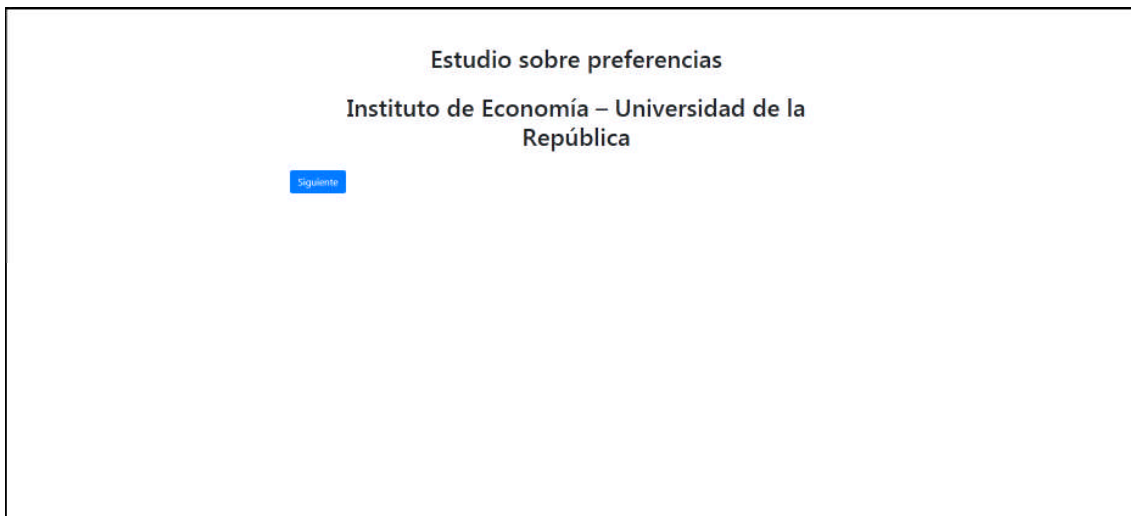 Estudio sobre preferencias
Instituto de Economía – Universidad de la
República
Siguiente